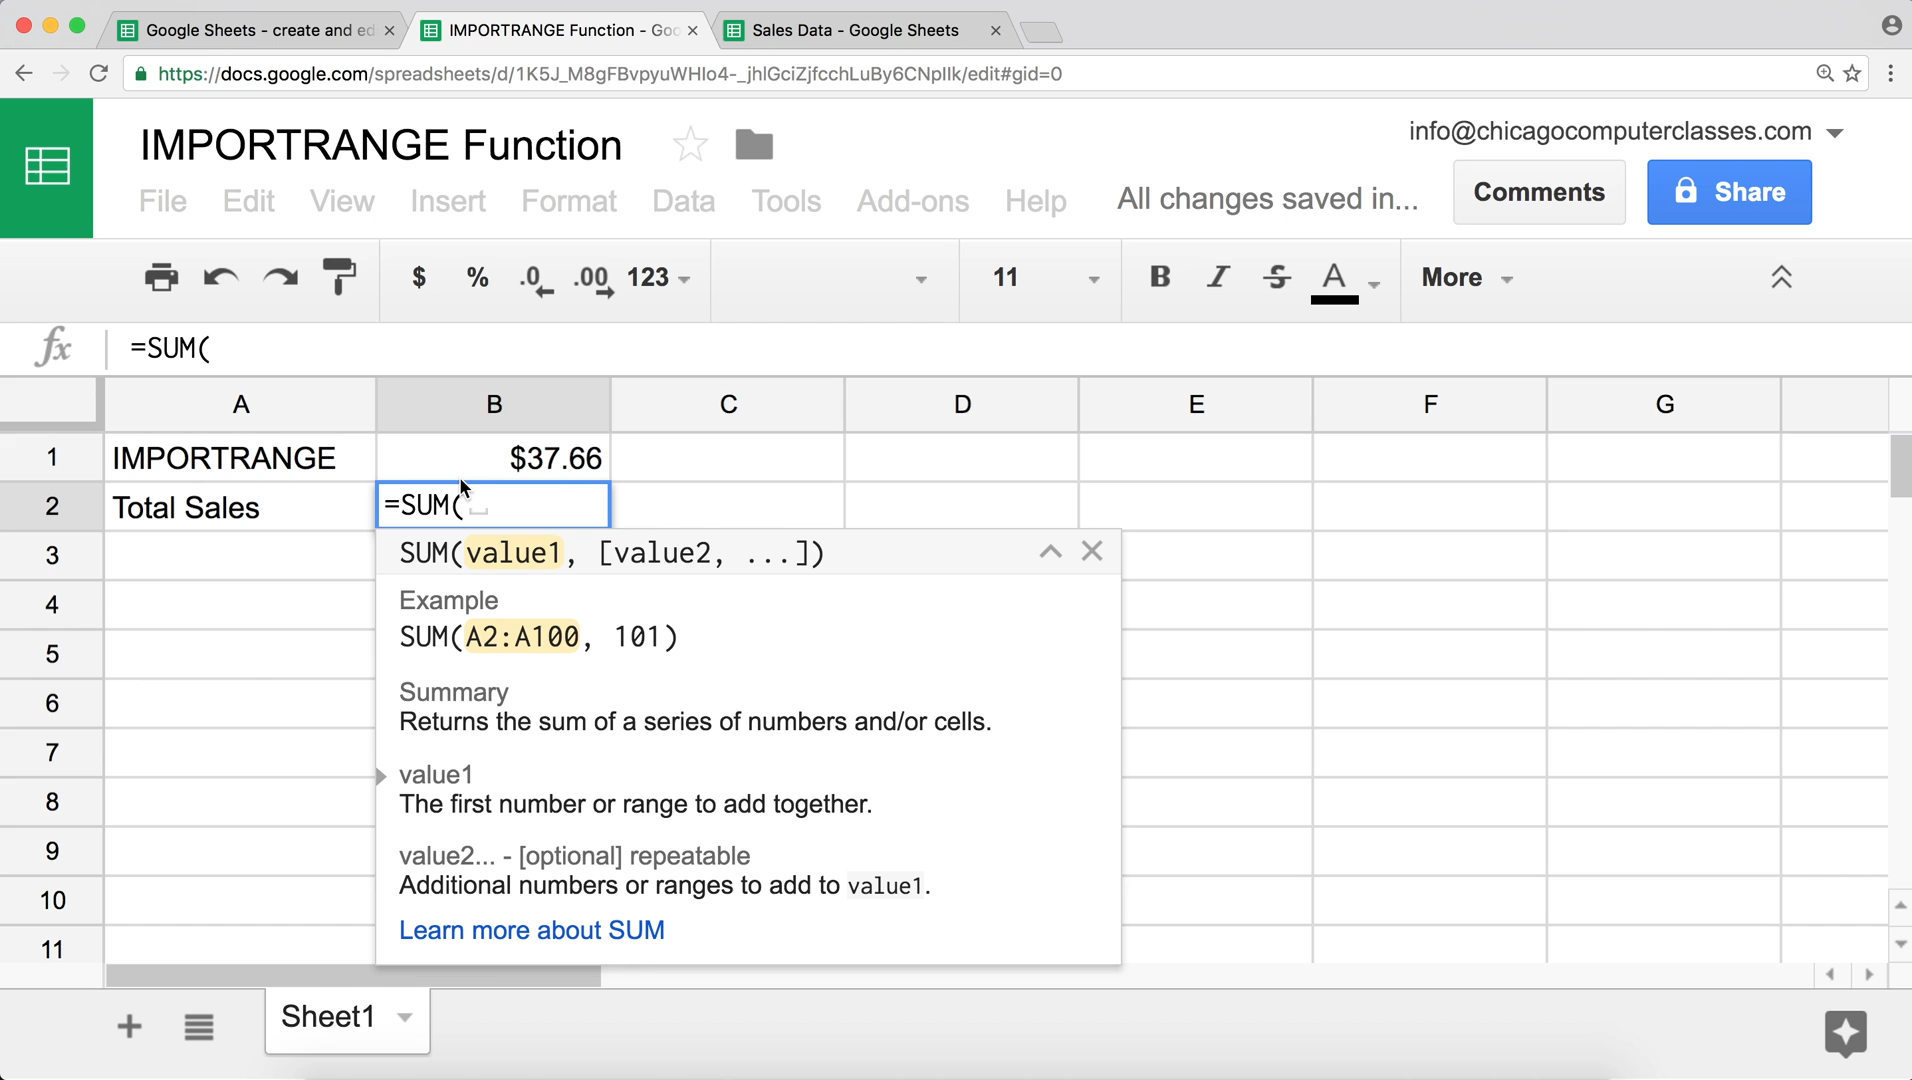 Google Sheets - create and ed
IMPORTRANGE Function - Goo
Sales Data - Google Sheets
https://docs.google.com/spreadsheets/d/1K5J_M8gFBvpyuWHIo4-_jhlGciZjfcchLuBy6CNpIlk/edit#gid=0
IMPORTRANGE Function
info@chicagocomputerclasses.com
File Edit View Insert Format Data Tools Add-ons Help All changes saved in...
Comments
Share
$ % .0 .00 123 11 B I S A More
fx =SUM(
A B C D E F G
1 IMPORTRANGE $37.66
2 Total Sales =SUM(
3
SUM(value1, [value2, ...])
4
Example
SUM(A2:A100, 101)
5
6
Summary
Returns the sum of a series of numbers and/or cells.
7
value1
The first number or range to add together.
8
9
value2... - [optional] repeatable
Additional numbers or ranges to add to value1.
10
Learn more about SUM
11
Sheet1